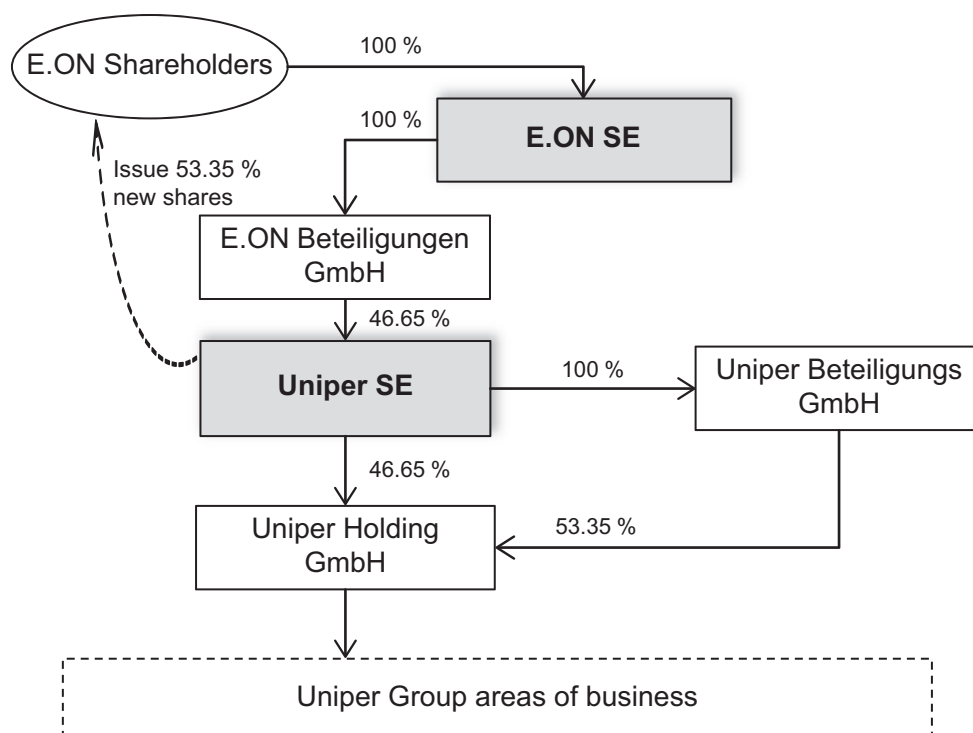 100 %
E.ON Shareholders
100 %
E.ON SE
Issue 53.35 %
new shares
E.ON Beteiligungen
GmbH
46.65 %
Uniper SE
100 %
Uniper Beteiligungs
GmbH
46.65 %
Uniper Holding
GmbH
53.35 %
Uniper Group areas of business